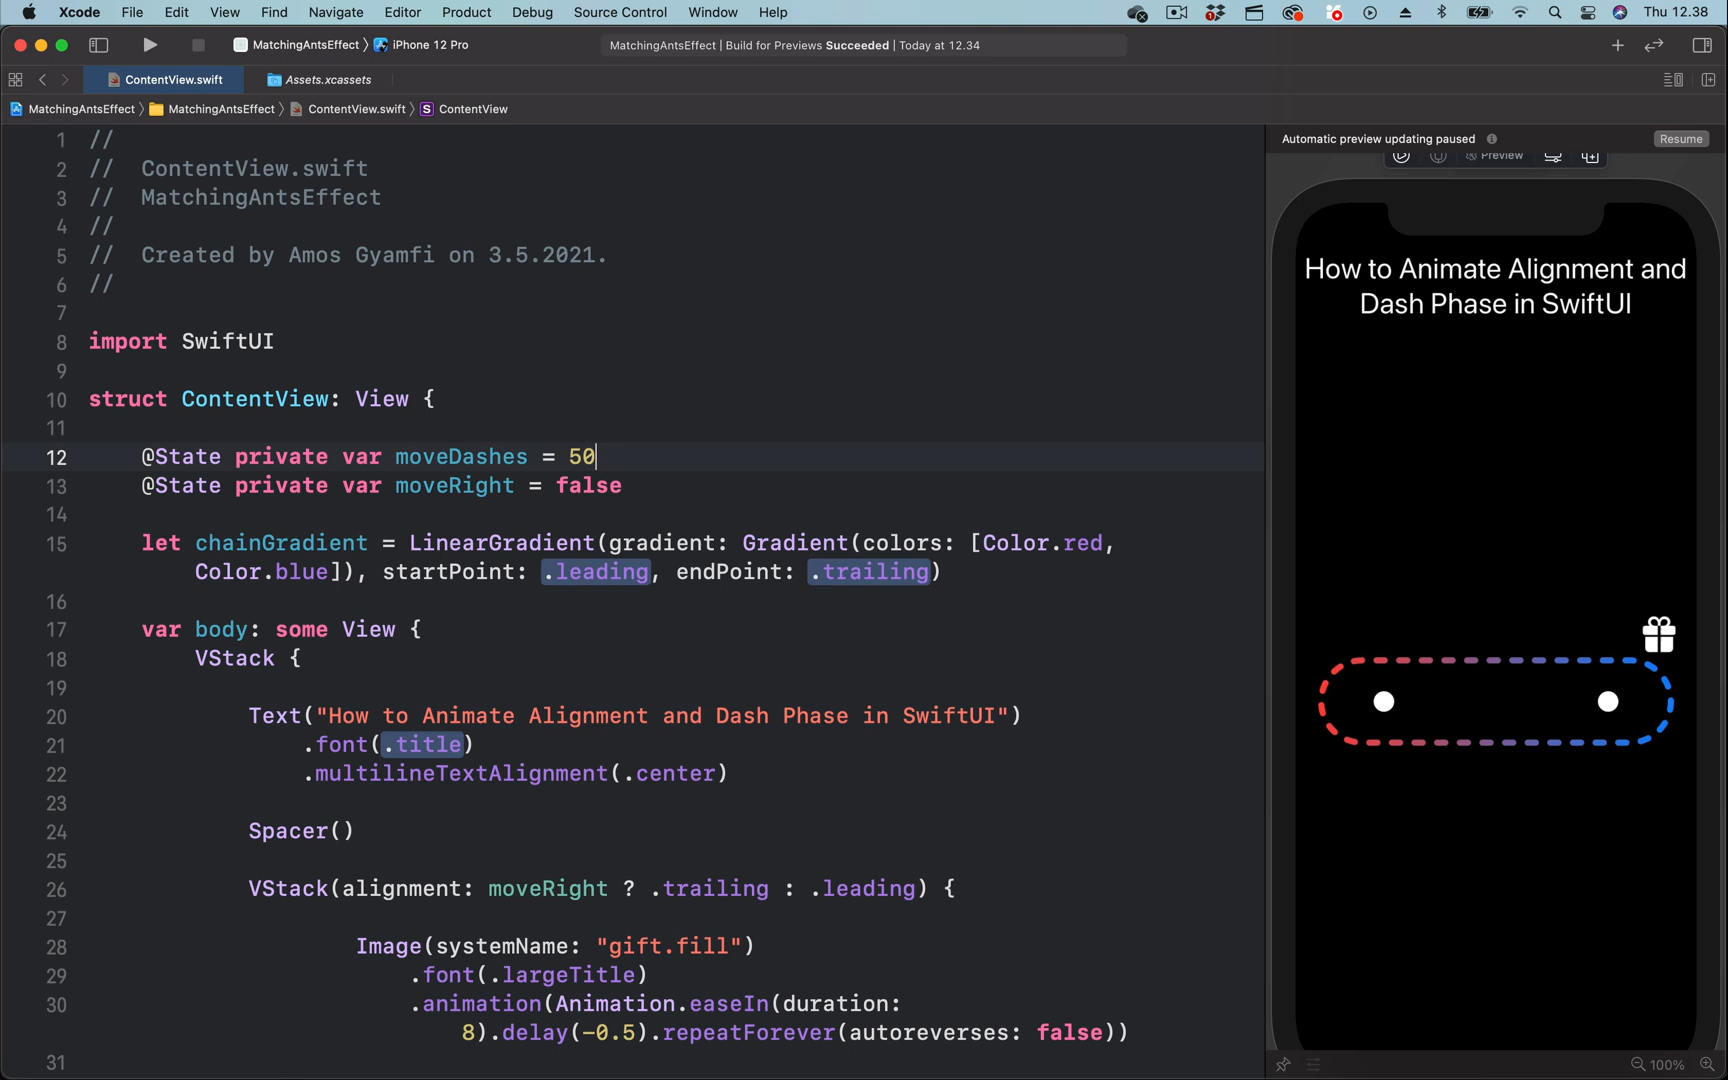 Xcode File Edit View Find Navigate Editor Product Debug Source Control Window Help Thu 12.38
MatchingAntsEffect iPhone 12 Pro MatchingAntsEffect | Build for Previews Succeeded | Today at 12.34
ContentView.swift Assets.xcassets
MatchingAntsEffect MatchingAntsEffect ContentView.swift S ContentView
1 //
2 // ContentView.swift
3 // MatchingAntsEffect
4 //
5 // Created by Amos Gyamfi on 3.5.2021.
6 //
7
8 import SwiftUI
9
10 struct ContentView: View {
11
12 @State private var moveDashes = 50
13 @State private var moveRight = false
14
15 let chainGradient = LinearGradient(gradient: Gradient(colors: [Color.red,
Color.blue]), startPoint: .leading, endPoint: .trailing)
16
17 var body: some View {
18 VStack {
19
20 Text("How to Animate Alignment and Dash Phase in SwiftUI")
21 .font(.title)
22 .multilineTextAlignment(.center)
23
24 Spacer()
25
26 VStack(alignment: moveRight ? .trailing : .leading) {
27
28 Image(systemName: "gift.fill")
29 .font(.largeTitle)
30 .animation(Animation.easeIn(duration:
8).delay(-0.5).repeatForever(autoreverses: false))
31
Automatic preview updating paused Resume
Preview
How to Animate Alignment and
Dash Phase in SwiftUI
100%